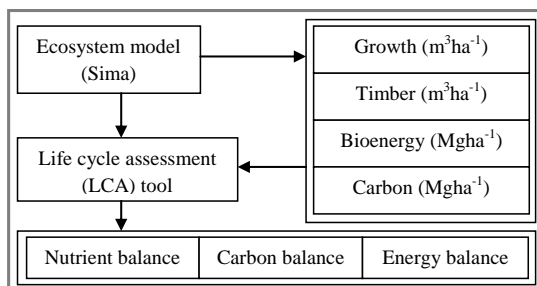 Ecosystem model
(Sima)
Growth (m³ha⁻¹)
Timber (m³ha⁻¹)
Bioenergy (Mgha⁻¹)
Carbon (Mgha⁻¹)
Life cycle assessment
(LCA) tool
Nutrient balance
Carbon balance
Energy balance